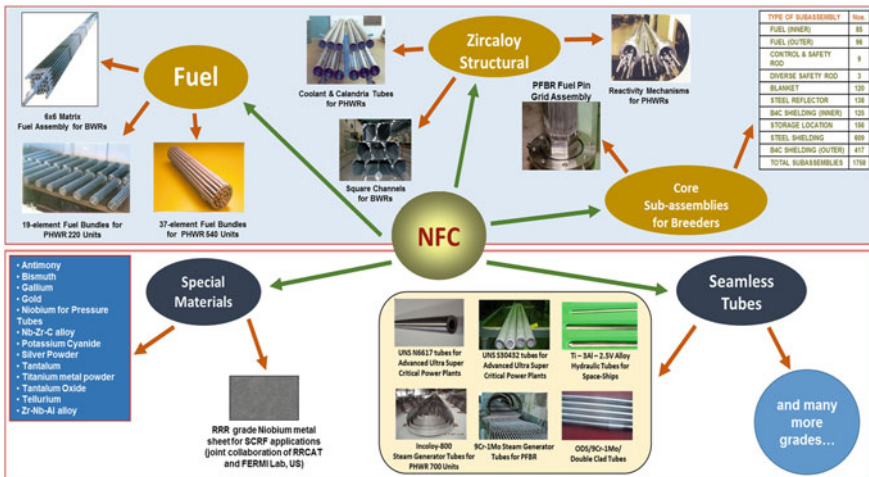 Fuel
6x6 Matrix
Fuel Assembly for BWRs
19-element Fuel Bundles for
PHWR 220 Units
37-element Fuel Bundles
for PHWR 540 Units
Zircaloy
Structural
Coolant & Calandria Tubes
for PHWRs
Square Channels
for BWRs
Reactivity Mechanisms
for PHWRs
PFBR Fuel Pin
Grid Assembly
Core
Sub-assemblies
for Breeders
TYPE OF SUBASSEMBLY Nos.
FUEL (INNER) 85
FUEL (OUTER) 96
CONTROL & SAFETY
ROD 9
DIVERSE SAFETY ROD 3
BLANKET 120
STEEL REFLECTOR 138
B4C SHIELDING (INNER) 125
STORAGE LOCATION 156
STEEL SHIELDING 609
B4C SHIELDING (OUTER) 417
TOTAL SUBASSEMBLIES 1758
NFC
Special
Materials
• Antimony
• Bismuth
• Gallium
• Gold
• Niobium for Pressure
Tubes
• Nb-Zr-C alloy
• Potassium Cyanide
• Silver Powder
• Tantalum
• Titanium metal powder
• Tantalum Oxide
• Tellurium
• Zr-Nb-Al alloy
RRR grade Niobium metal
sheet for SCRF applications
(joint collaboration of RRCAT
and FERMI Lab, US)
UNS N6617 tubes for
Advanced Ultra Super
Critical Power Plants
UNS S30432 tubes for
Advanced Ultra Super
Critical Power Plants
Ti – 3Al – 2.5V Alloy
Hydraulic Tubes for
Space-Ships
Incoloy-800
Steam Generator Tubes for
PHWR 700 Units
9Cr-1Mo Steam Generator
Tubes for PFBR
ODS/9Cr-1Mo/
Double Clad Tubes
Seamless
Tubes
and many
more
grades…